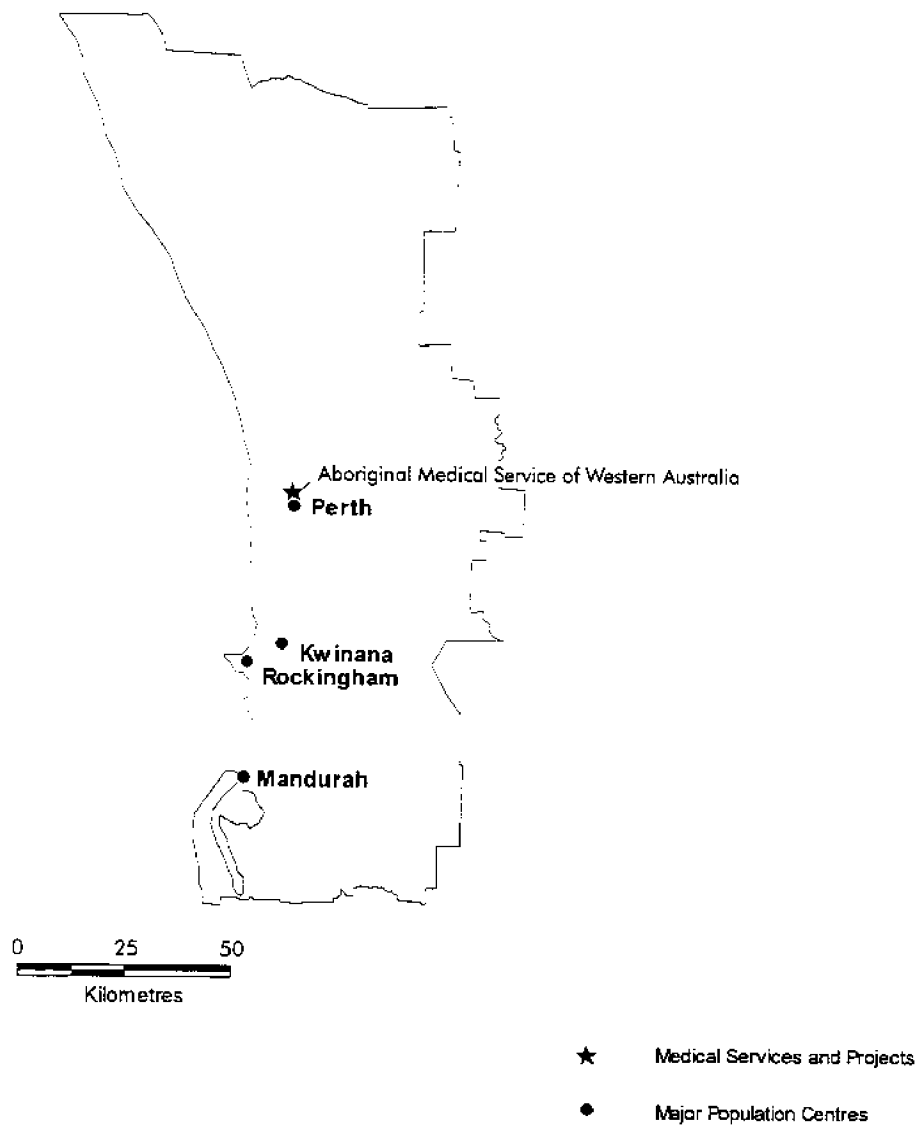 Aboriginal Medical Service of Western Australia
Perth
Kwinana
Rockingham
Mandurah
0 25 50
Kilometres
Medical Services and Projects
Major Population Centres